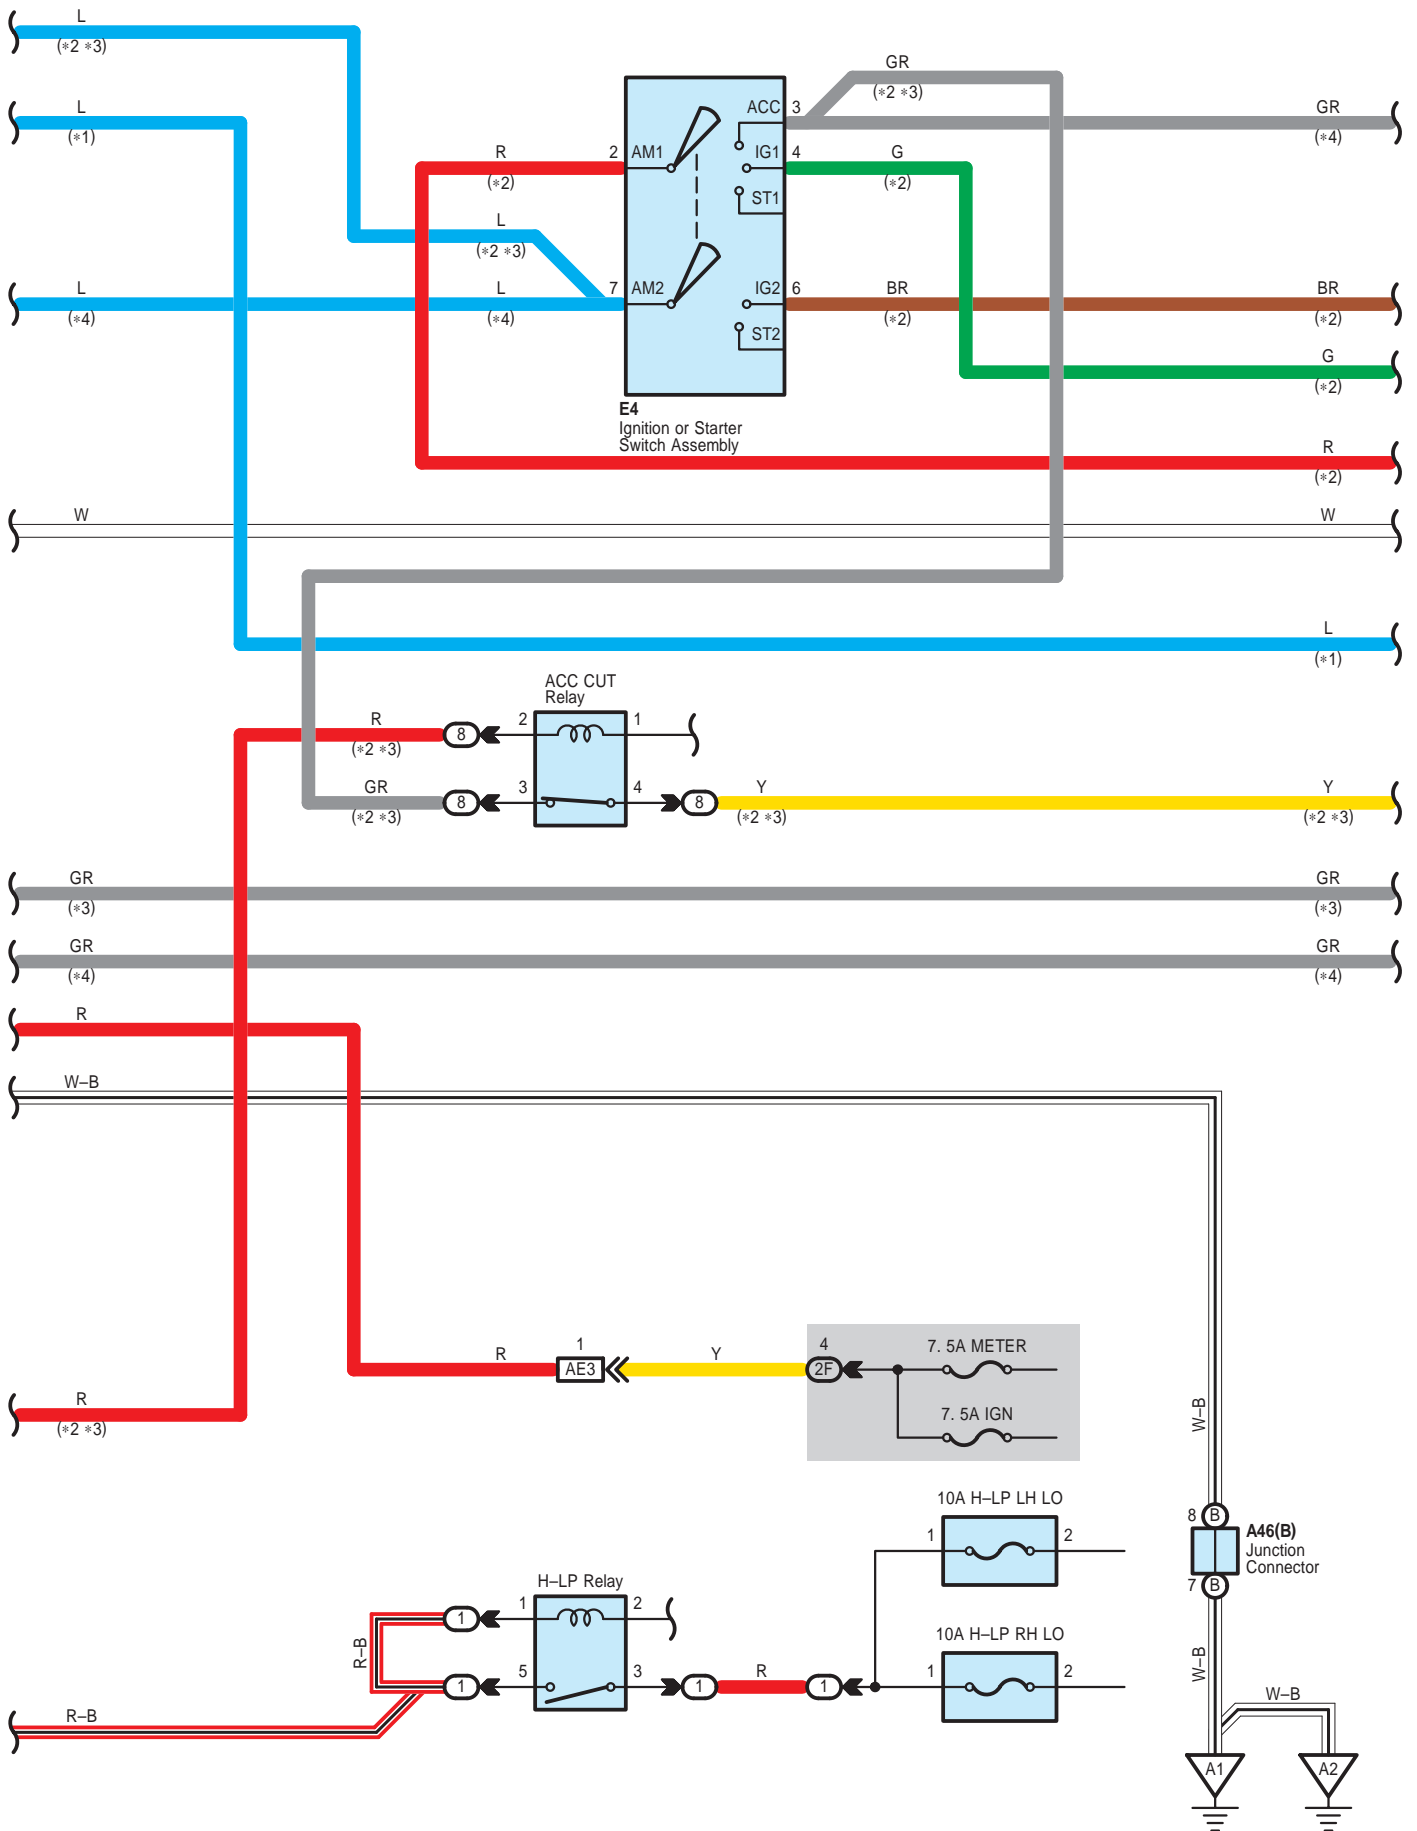 L
(*2 *3)
GR
(*2 *3)
L
(*1)
ACC 3
GR
(*4)
R
(*2)
2 AM1
IG1 4
G
(*2)
ST1
L
(*2 *3)
L
(*4)
L
(*4)
7 AM2
IG2 6
BR
(*2)
BR
(*2)
ST2
G
(*2)
E4
Ignition or Starter
Switch Assembly
R
(*2)
W
W
L
(*1)
ACC CUT
Relay
R
(*2 *3)
8
2
1
GR
(*2 *3)
8
3
4
8
Y
(*2 *3)
Y
(*2 *3)
GR
(*3)
GR
(*3)
GR
(*4)
GR
(*4)
R
W–B
R
1
AE3
Y
4
2F
7. 5A METER
7. 5A IGN
R
(*2 *3)
W–B
10A H–LP LH LO
1
2
8 B
A46(B)
Junction
Connector
7 B
H–LP Relay
1
1
2
R–B
1
5
3
1
R
1
10A H–LP RH LO
1
2
W–B
R–B
W–B
A1
A2